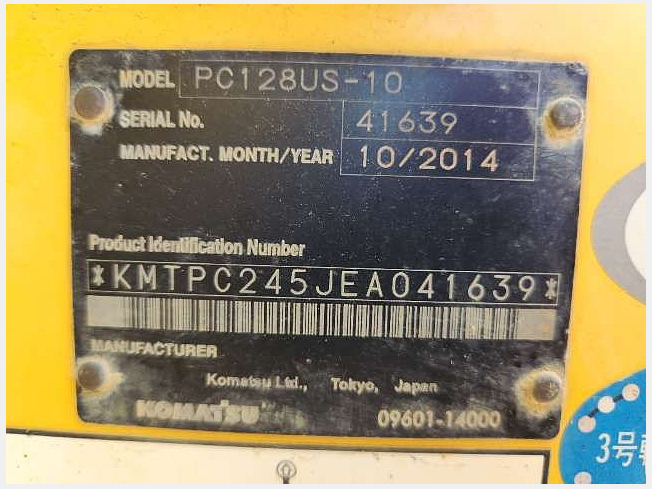 MODEL PC128US-10
SERIAL No. 41639
MANUFACT. MONTH/YEAR 10/2014
Product Identification Number
*KMTPC245JEA041639*
MANUFACTURER
Komatsu Ltd., Tokyo, Japan
KOMATSU 09601-14000
3号